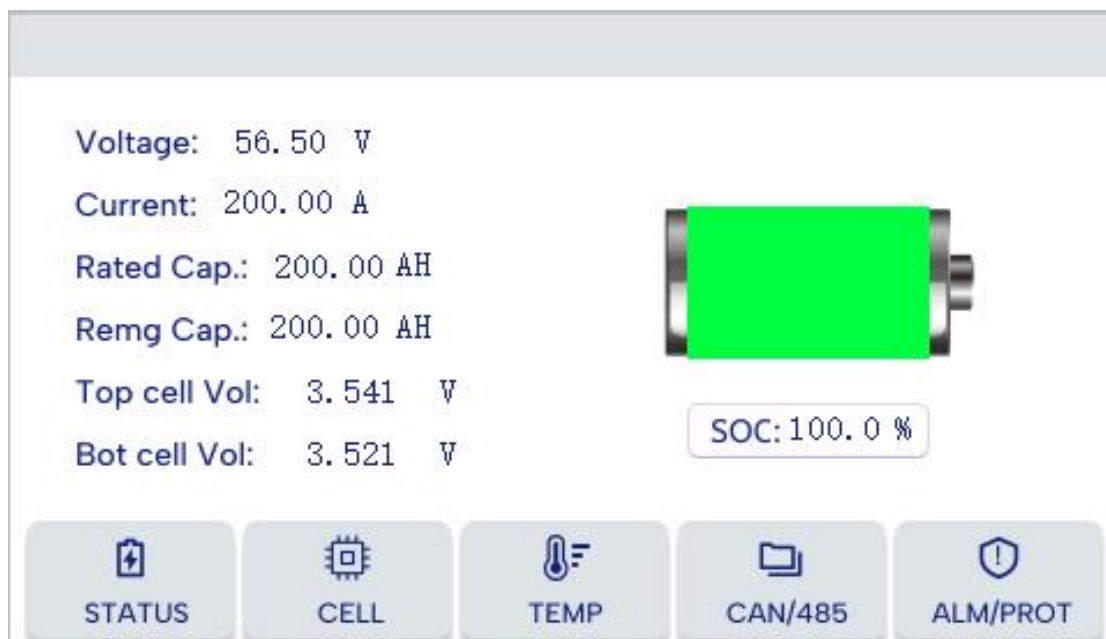 Voltage: 56.50 V
Current: 200.00 A
Rated Cap.: 200.00 AH
Remg Cap.: 200.00 AH
Top cell Vol: 3.541 V
Bot cell Vol: 3.521 V
SOC: 100.0 %
STATUS CELL TEMP CAN/485 ALM/PROT